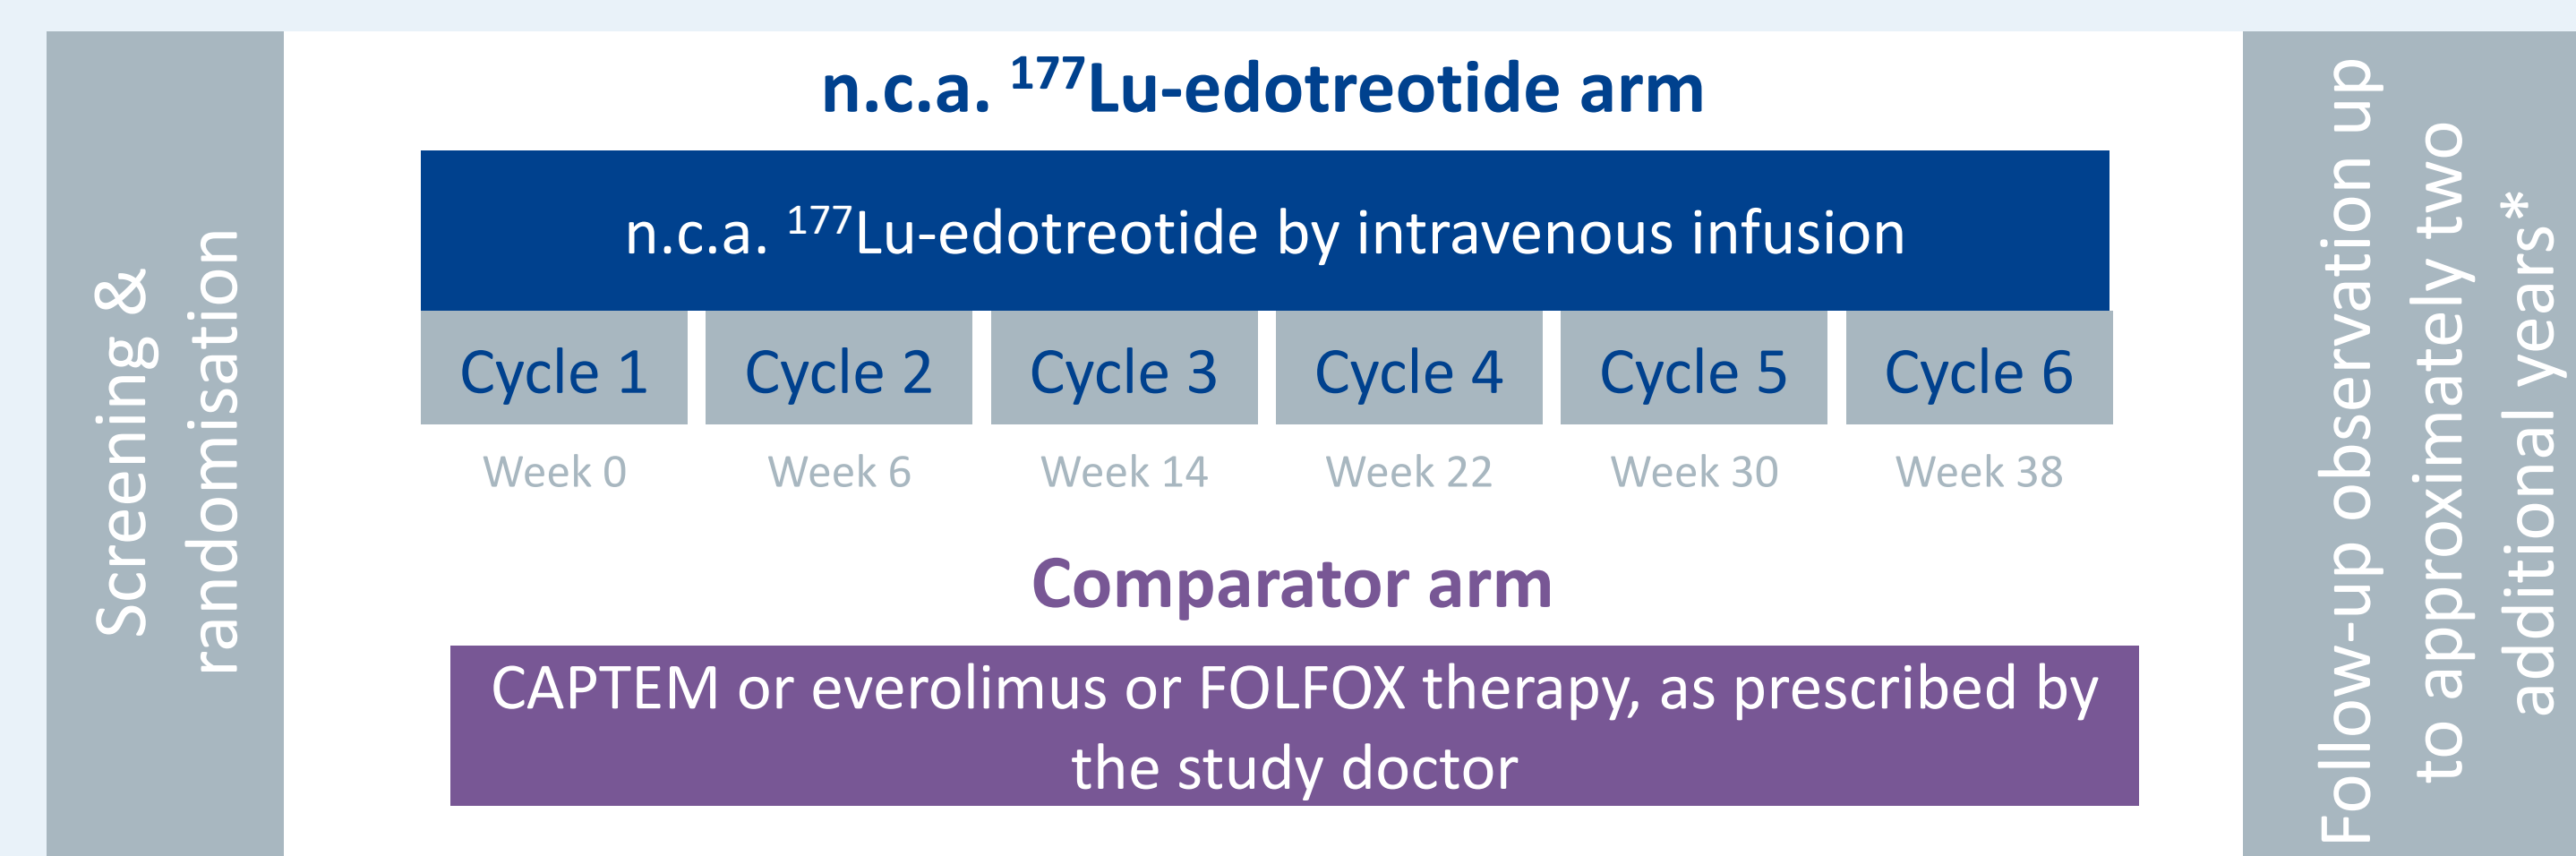 Screening &
randomisation
n.c.a. ¹⁷⁷Lu-edotreotide arm
n.c.a. ¹⁷⁷Lu-edotreotide by intravenous infusion
Cycle 1 Cycle 2 Cycle 3 Cycle 4 Cycle 5 Cycle 6
Week 0 Week 6 Week 14 Week 22 Week 30 Week 38
Comparator arm
CAPTEM or everolimus or FOLFOX therapy, as prescribed by
the study doctor
Follow-up observation up
to approximately two
additional years*